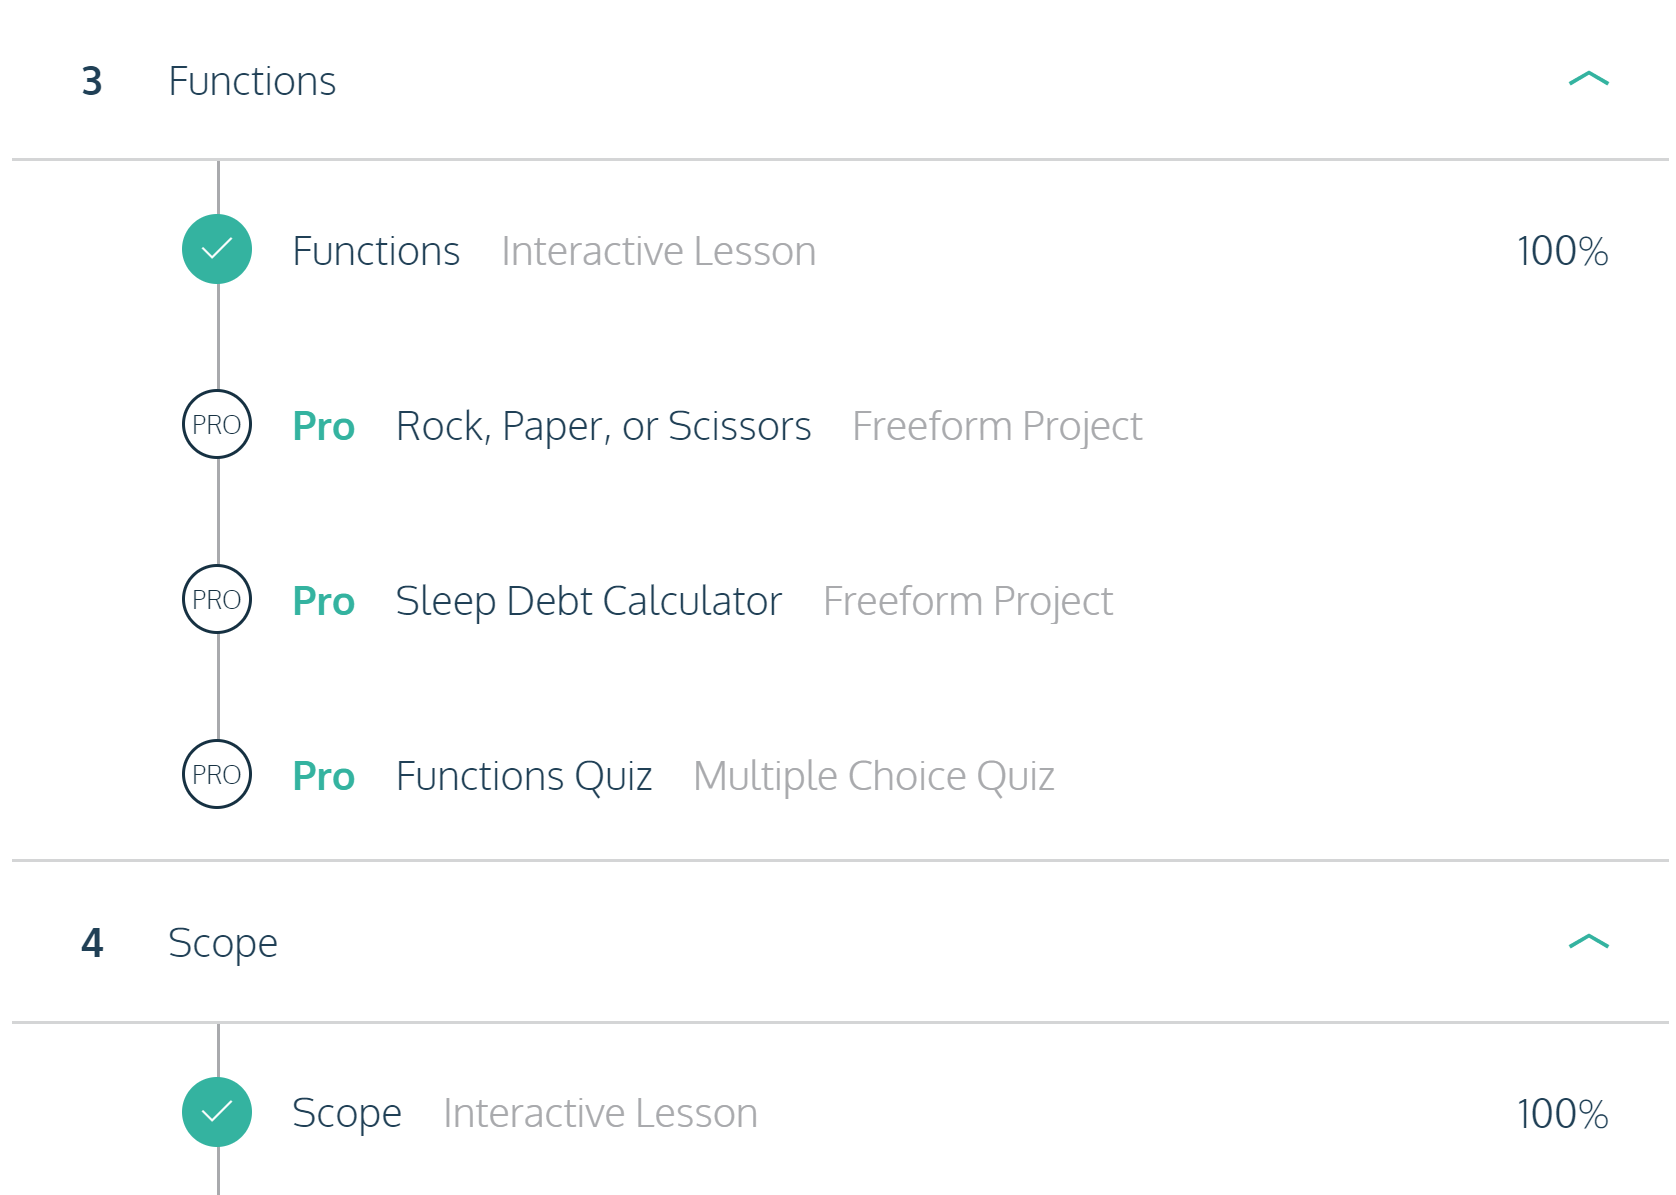 3 Functions
Functions Interactive Lesson 100%
PRO Pro Rock, Paper, or Scissors Freeform Project
PRO Pro Sleep Debt Calculator Freeform Project
PRO Pro Functions Quiz Multiple Choice Quiz
4 Scope
Scope Interactive Lesson 100%